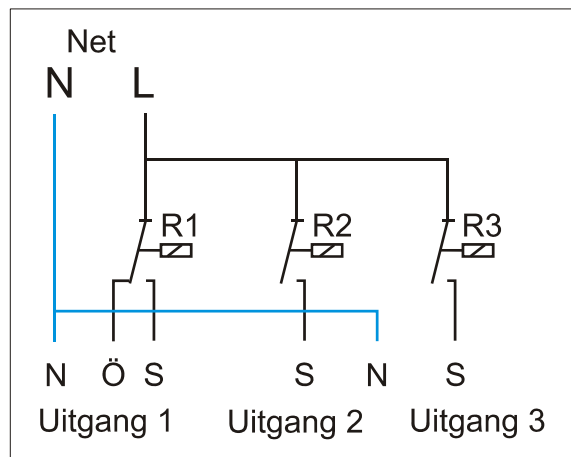 Net
N L
R1 R2 R3
N Ö S S N S
Uitgang 1 Uitgang 2 Uitgang 3